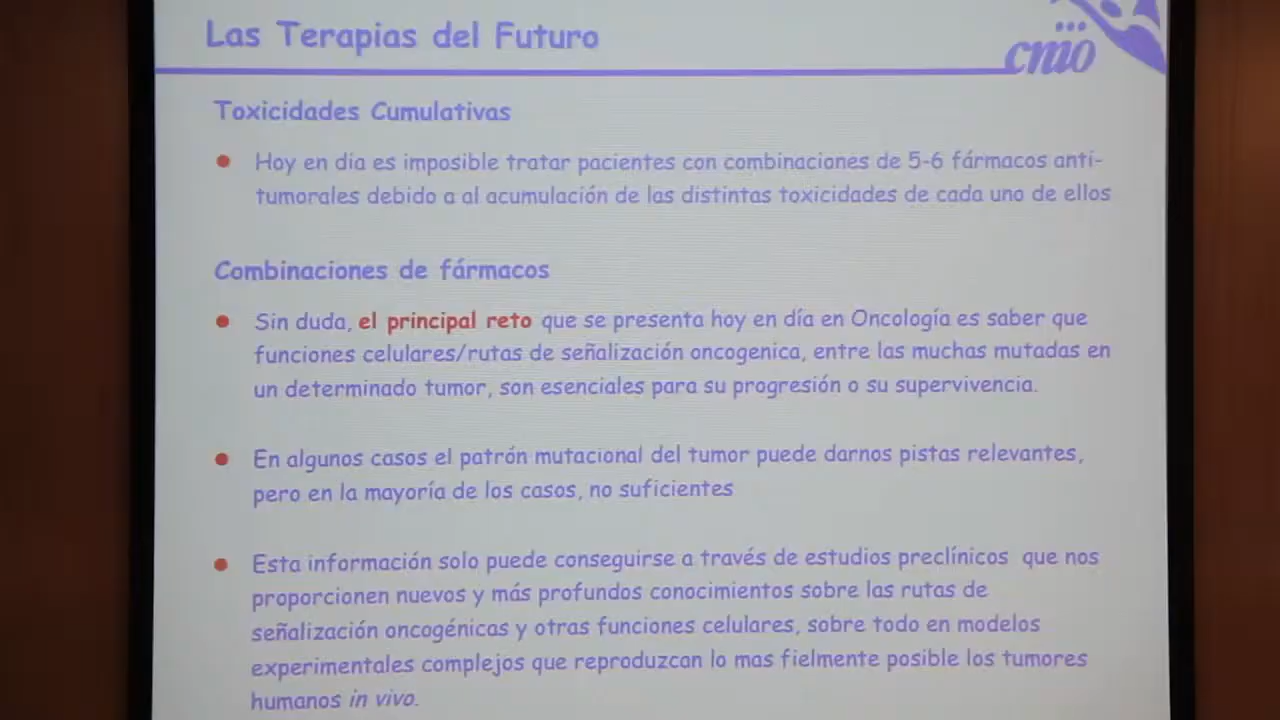 Las Terapias del Futuro
cnio
Toxicidades Cumulativas
Hoy en dia es imposible tratar pacientes con combinaciones de 5-6 fármacos anti-
tumorales debido a al acumulación de las distintas toxicidades de cada uno de ellos
Combinaciones de fármacos
Sin duda, el principal reto que se presenta hoy en día en Oncología es saber que
funciones celulares/rutas de señalización oncogenica, entre las muchas mutadas en
un determinado tumor, son esenciales para su progresión o su supervivencia.
En algunos casos el patrón mutacional del tumor puede darnos pistas relevantes,
pero en la mayoría de los casos, no suficientes
Esta información solo puede conseguirse a través de estudios preclínicos que nos
proporcionen nuevos y más profundos conocimientos sobre las rutas de
señalización oncogénicas y otras funciones celulares, sobre todo en modelos
experimentales complejos que reproduzcan lo mas fielmente posible los tumores
humanos in vivo.